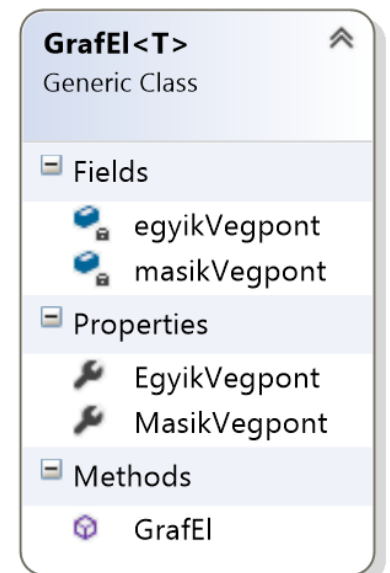 GrafEl<T>
Generic Class
Fields
egyikVegpont
masikVegpont
Properties
EgyikVegpont
MasikVegpont
Methods
GrafEl